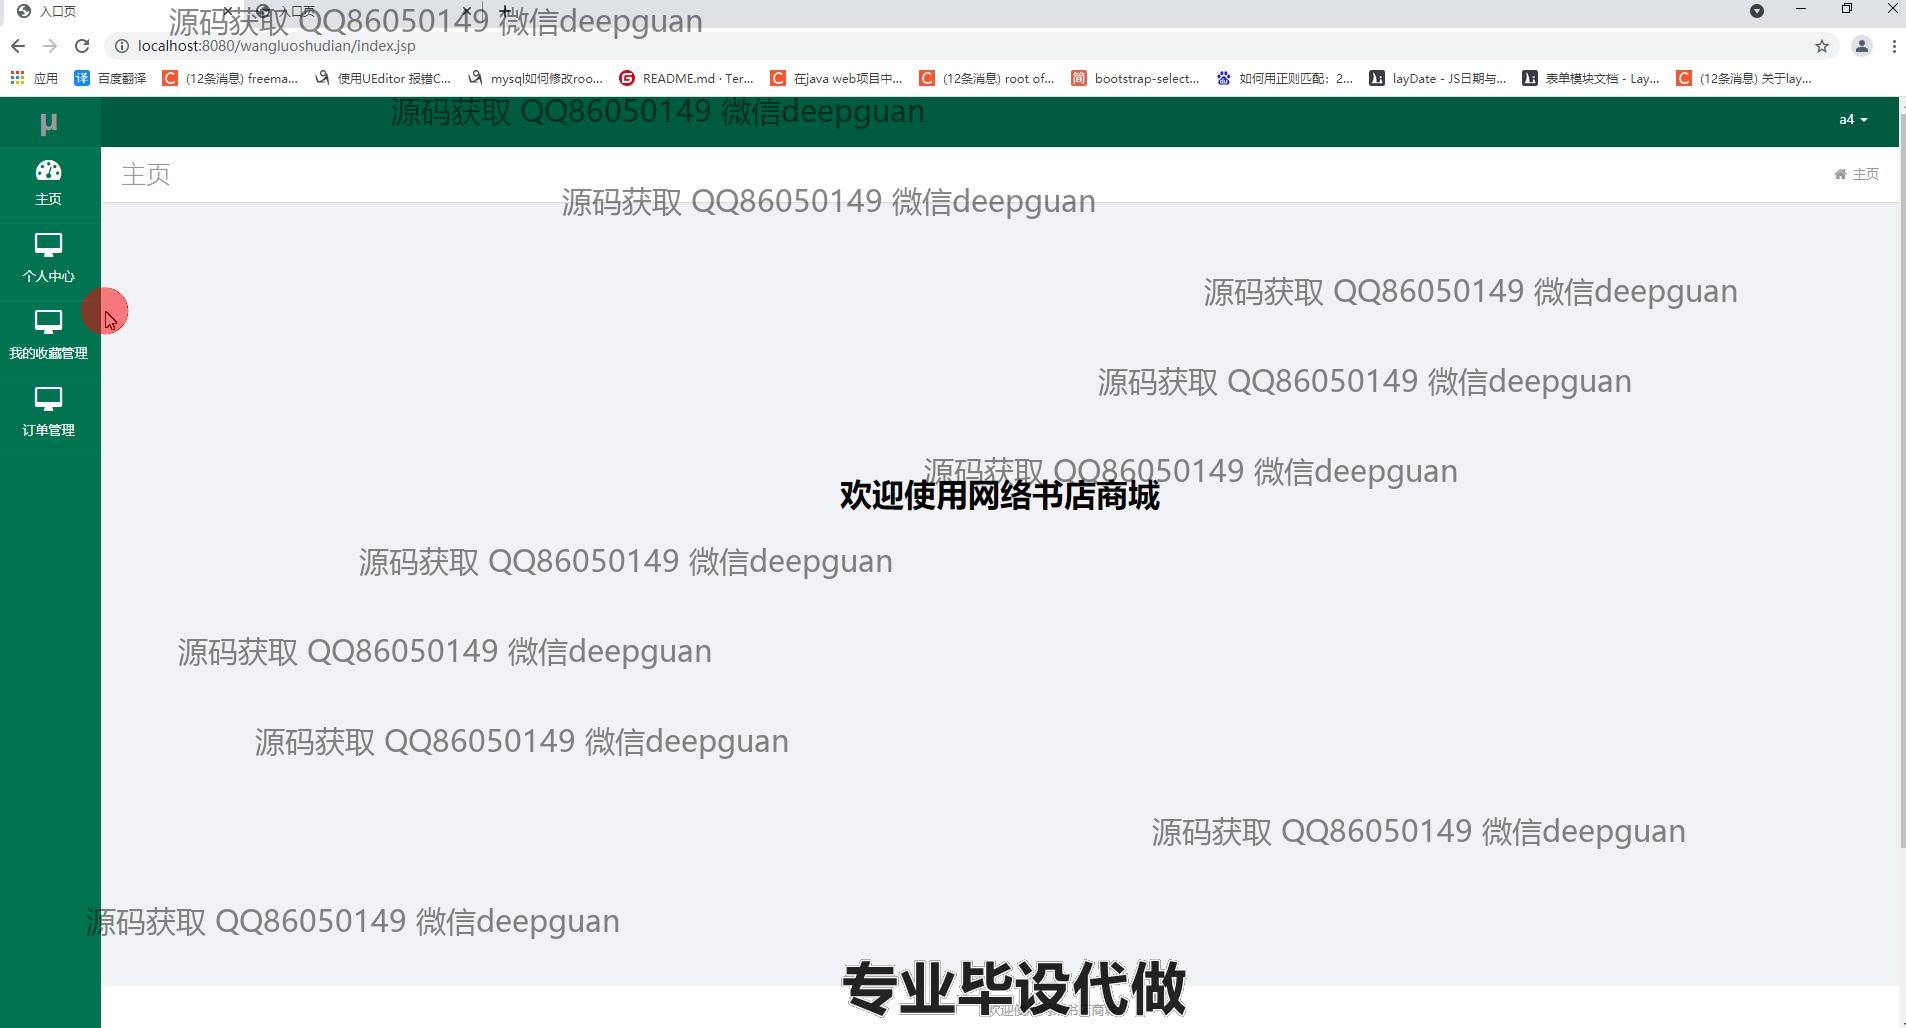 入口页
入口页
源码获取 QQ86050149 微信deepguan
localhost:8080/wangluoshudian/index.jsp
应用
百度翻译
(12条消息) freema...
使用UEditor 报错C...
mysql如何修改roo...
README.md · Ter...
在java web项目中...
(12条消息) root of...
bootstrap-select...
如何用正则匹配：2...
layDate - JS日期与...
表单模块文档 - Lay...
(12条消息) 关于lay...
μ
源码获取 QQ86050149 微信deepguan
a4
主页
主页
主页
源码获取 QQ86050149 微信deepguan
个人中心
源码获取 QQ86050149 微信deepguan
我的收藏管理
源码获取 QQ86050149 微信deepguan
订单管理
源码获取 QQ86050149 微信deepguan
欢迎使用网络书店商城
源码获取 QQ86050149 微信deepguan
源码获取 QQ86050149 微信deepguan
源码获取 QQ86050149 微信deepguan
源码获取 QQ86050149 微信deepguan
源码获取 QQ86050149 微信deepguan
专业毕设代做